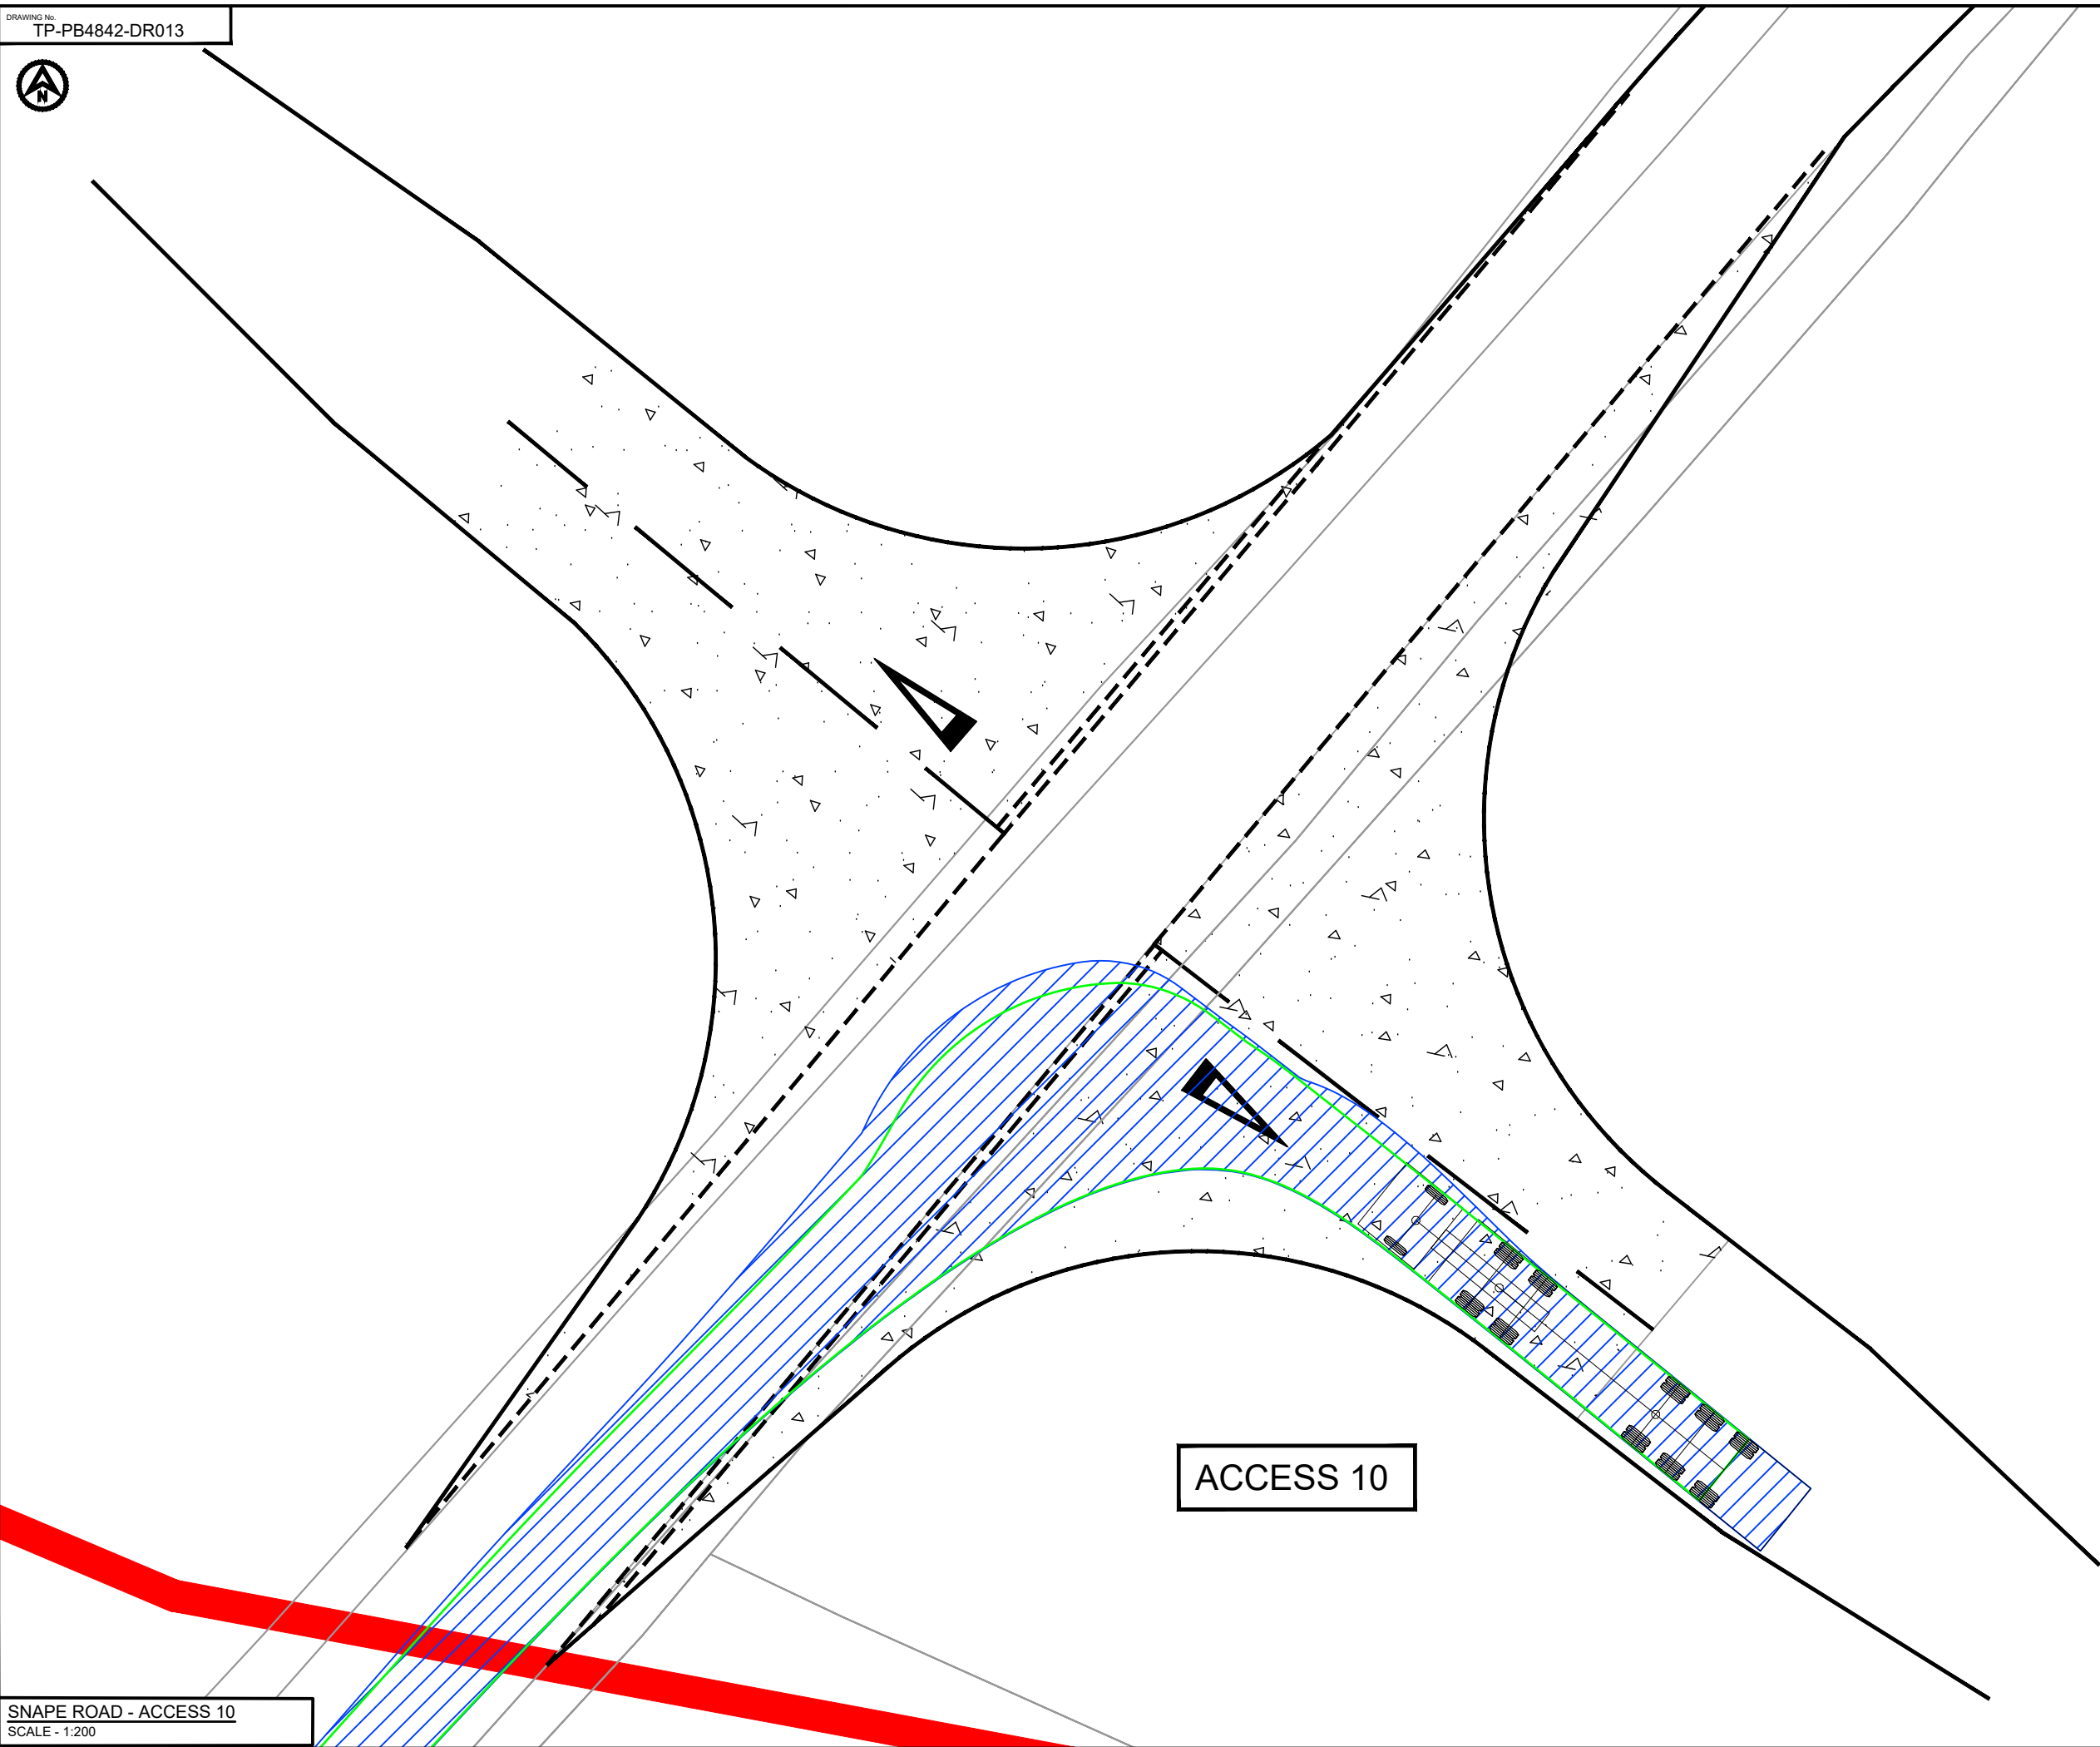 DRAWING No.
TP-PB4842-DR013
N
ACCESS 10
SNAPE ROAD - ACCESS 10
SCALE - 1:200